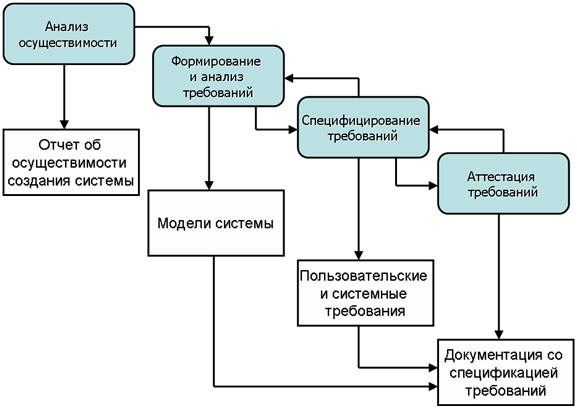 Анализ
осуществимости
Формирование
и анализ
требований
Специфицирование
требований
Аттестация
требований
Отчет об
осуществимости
создания системы
Модели системы
Пользовательские
и системные
требования
Документация со
спецификацией
требований